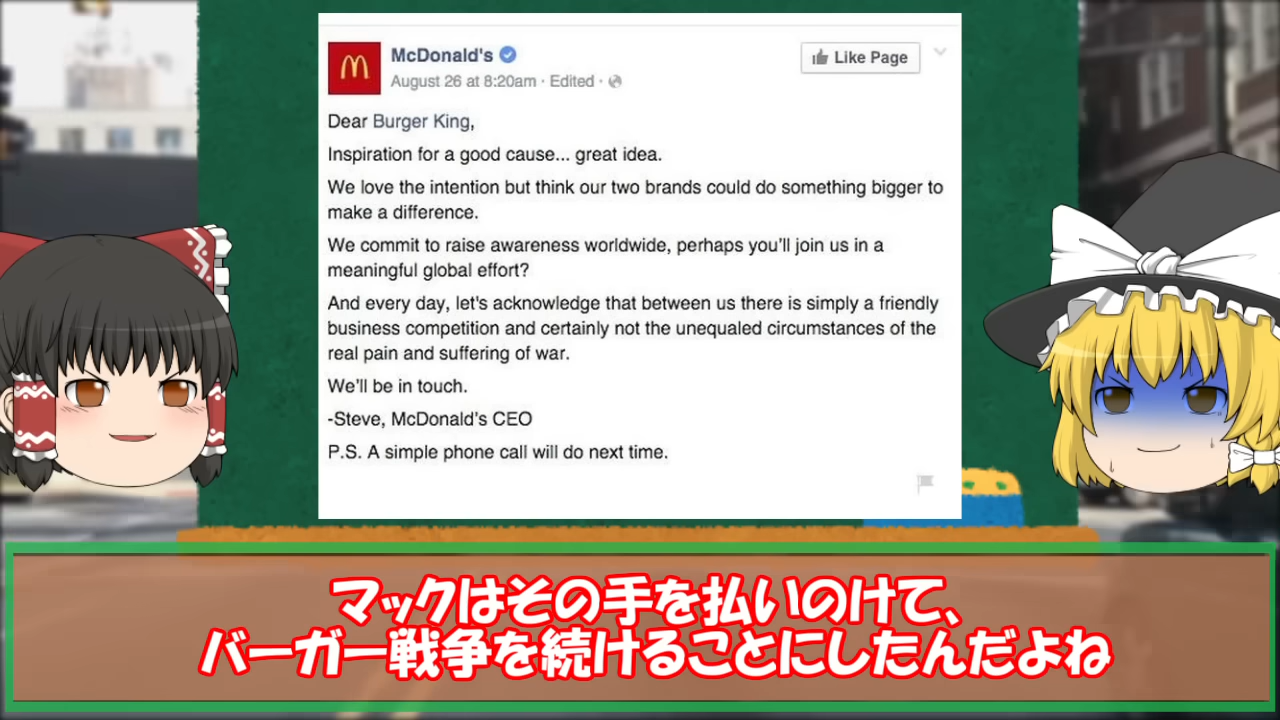 McDonald's
Like Page
August 26 at 8:20am · Edited ·
Dear Burger King,
Inspiration for a good cause... great idea.
We love the intention but think our two brands could do something bigger to
make a difference.
We commit to raise awareness worldwide, perhaps you'll join us in a
meaningful global effort?
And every day, let's acknowledge that between us there is simply a friendly
business competition and certainly not the unequaled circumstances of the
real pain and suffering of war.
We'll be in touch.
-Steve, McDonald's CEO
P.S. A simple phone call will do next time.
マックはその手を払いのけて、
バーガー戦争を続けることにしたんだよね